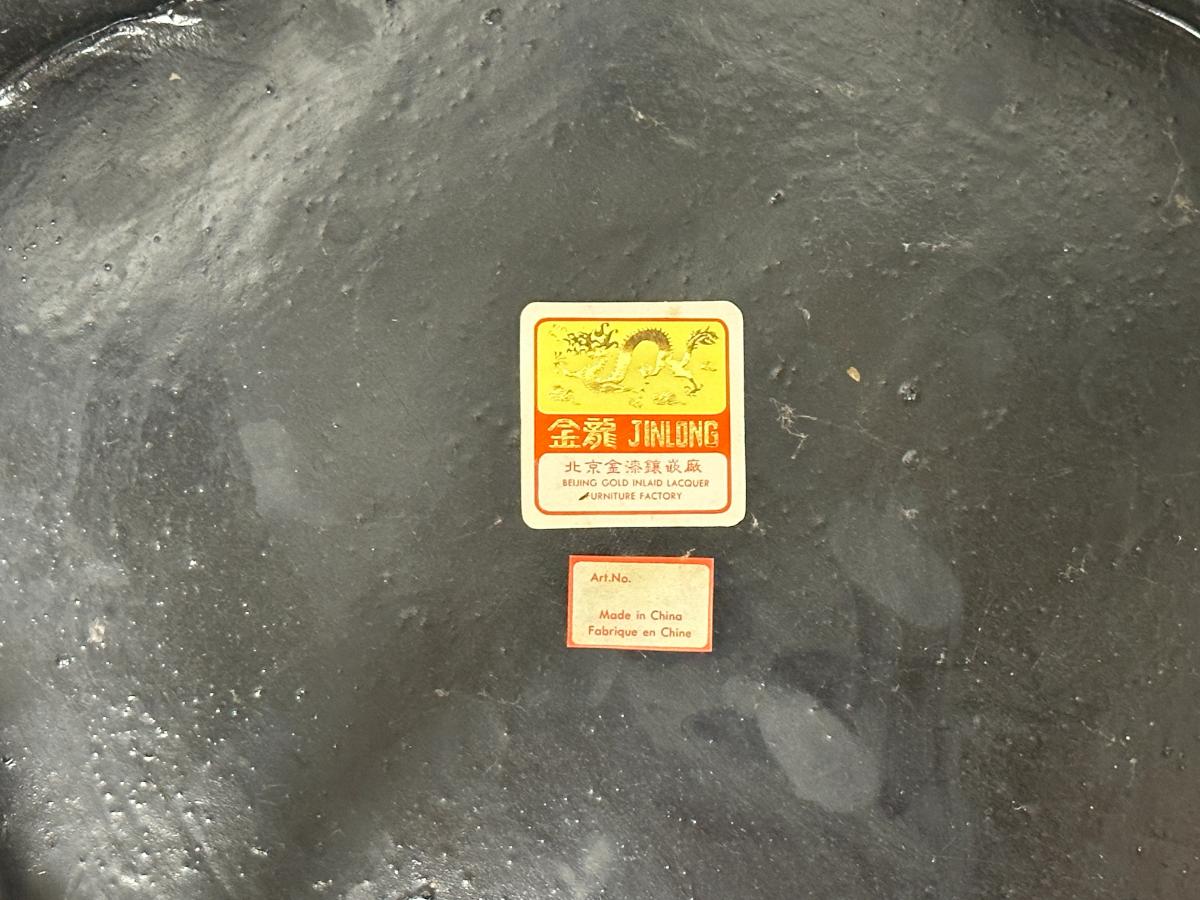 金龍 JINLONG
北京金漆鑲嵌廠
BEIJING GOLD INLAID LACQUER
URNITURE FACTORY
Art.No.
Made in China
Fabrique en Chine